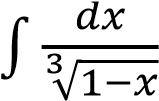 ∫ dx / ∛(1−x)